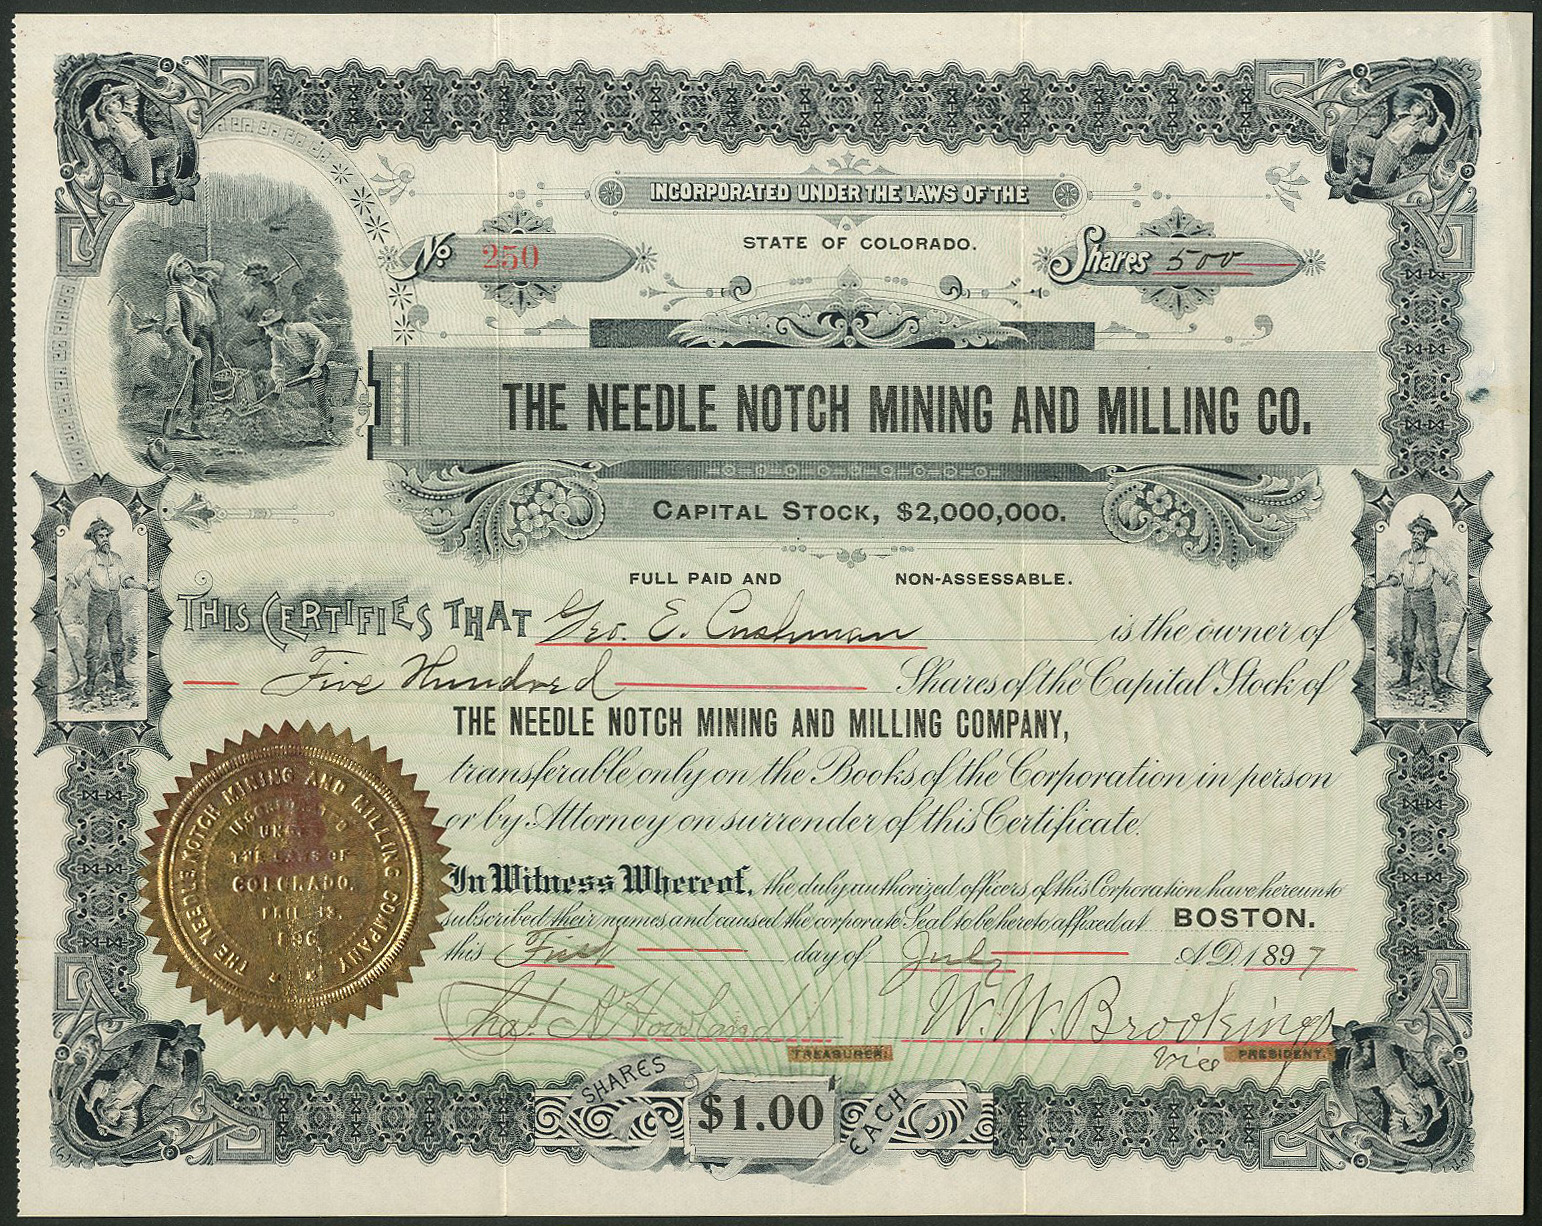 INCORPORATED UNDER THE LAWS OF THE
STATE OF COLORADO.
No. 250
Shares 500
THE NEEDLE NOTCH MINING AND MILLING CO.
CAPITAL STOCK, $2,000,000.
FULL PAID AND NON-ASSESSABLE.
THIS CERTIFIES THAT Geo. E. Cushman is the owner of
Five Hundred Shares of the Capital Stock of
THE NEEDLE NOTCH MINING AND MILLING COMPANY,
transferable only on the Books of the Corporation in person
or by Attorney on surrender of this Certificate.
In Witness Whereof, the duly authorized officers of this Corporation have hereunto
subscribed their names and caused the corporate Seal to be hereto affixed at BOSTON.
this First day of July A.D. 1897
Howland W. W. Brookings
TREASURER. Vice PRESIDENT.
THE NEEDLE NOTCH MINING AND MILLING COMPANY
THE LAWS OF
COLORADO.
SHARES
$1.00
EACH